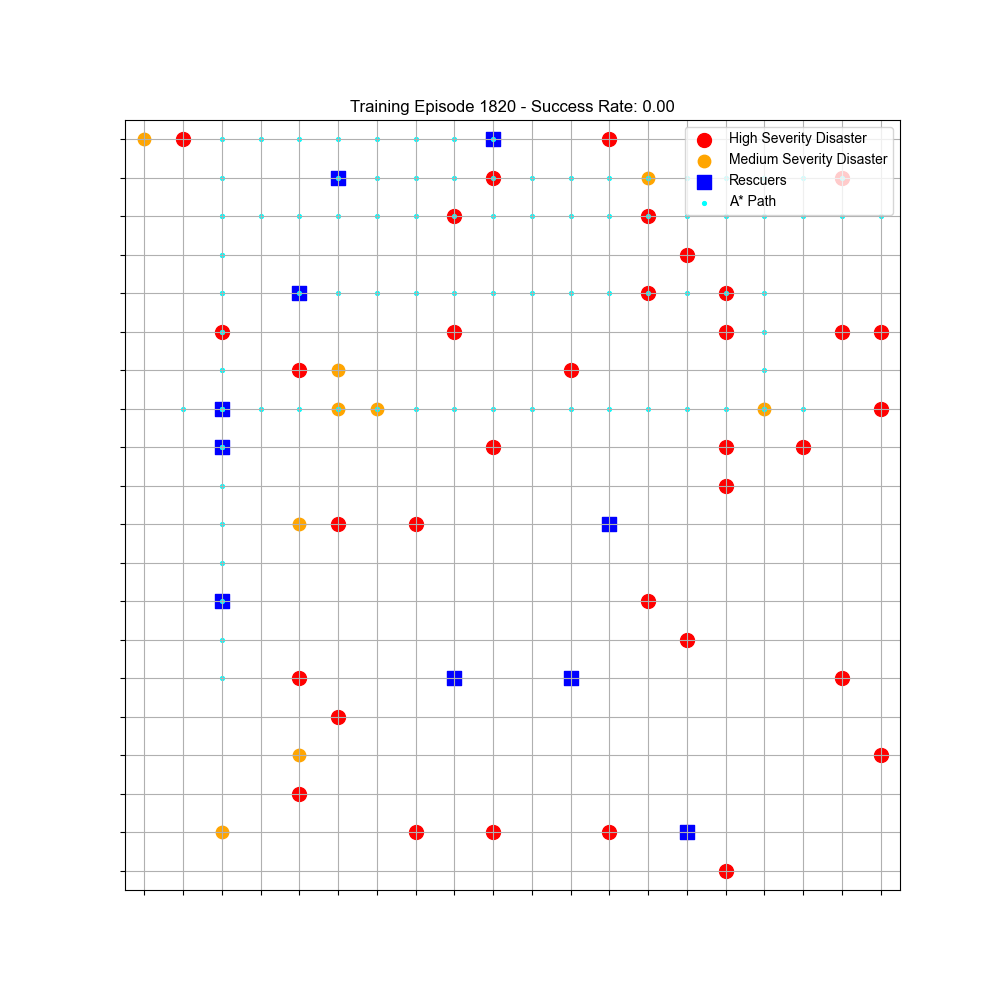 Training Episode 1820 - Success Rate: 0.00
High Severity Disaster
Medium Severity Disaster
Rescuers
A* Path